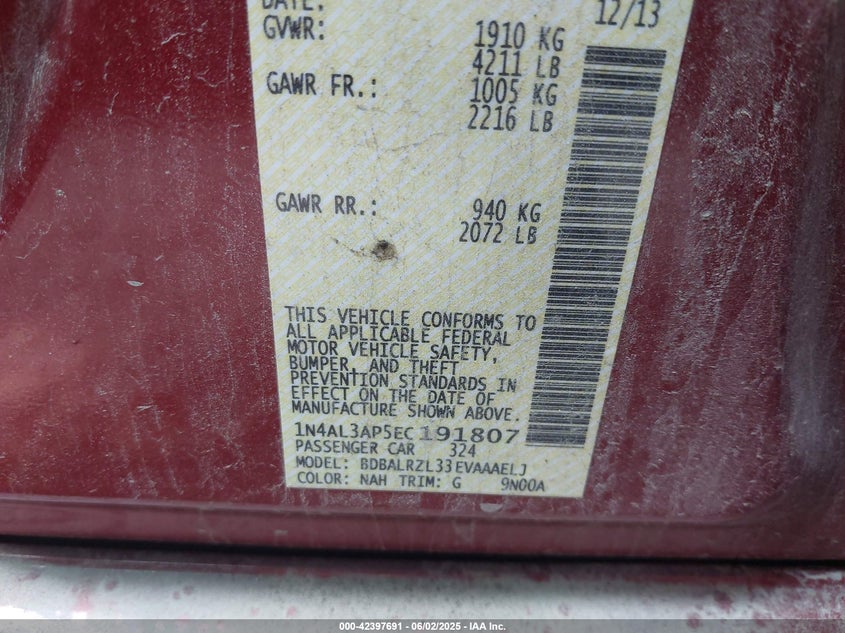 DATE: 12/13
GVWR: 1910 KG
4211 LB
GAWR FR.: 1005 KG
2216 LB
GAWR RR.: 940 KG
2072 LB
THIS VEHICLE CONFORMS TO
ALL APPLICABLE FEDERAL
MOTOR VEHICLE SAFETY,
BUMPER, AND THEFT
PREVENTION STANDARDS IN
EFFECT ON THE DATE OF
MANUFACTURE SHOWN ABOVE.
1N4AL3AP5EC191807
PASSENGER CAR 324
MODEL: BDBALRZL33EVAAAELJ
COLOR: NAH TRIM: G 9N00A
000-42397691 - 06/02/2025 - IAA Inc.